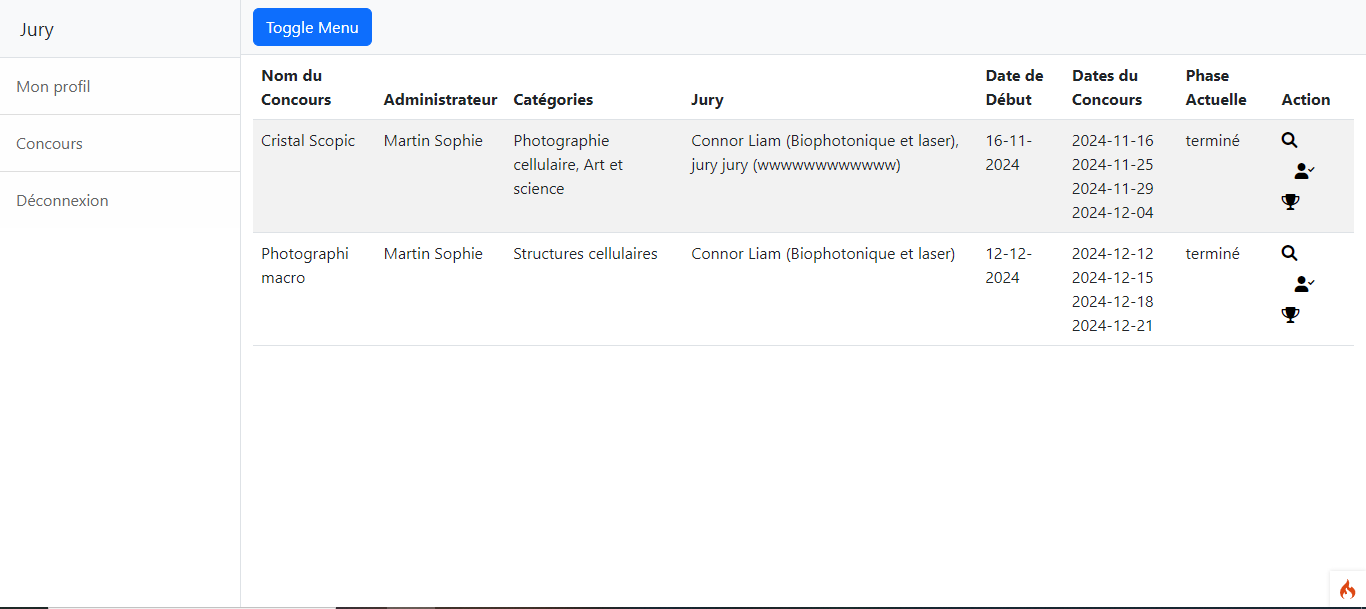 Jury
Mon profil
Concours
Déconnexion
Toggle Menu
Nom du
Concours
Administrateur
Catégories
Jury
Date de
Début
Dates du
Concours
Phase
Actuelle
Action
Cristal Scopic
Martin Sophie
Photographie
cellulaire, Art et
science
Connor Liam (Biophotonique et laser),
jury jury (wwwwwwwwwwww)
16-11-
2024
2024-11-16
2024-11-25
2024-11-29
2024-12-04
terminé
Photographi
macro
Martin Sophie
Structures cellulaires
Connor Liam (Biophotonique et laser)
12-12-
2024
2024-12-12
2024-12-15
2024-12-18
2024-12-21
terminé